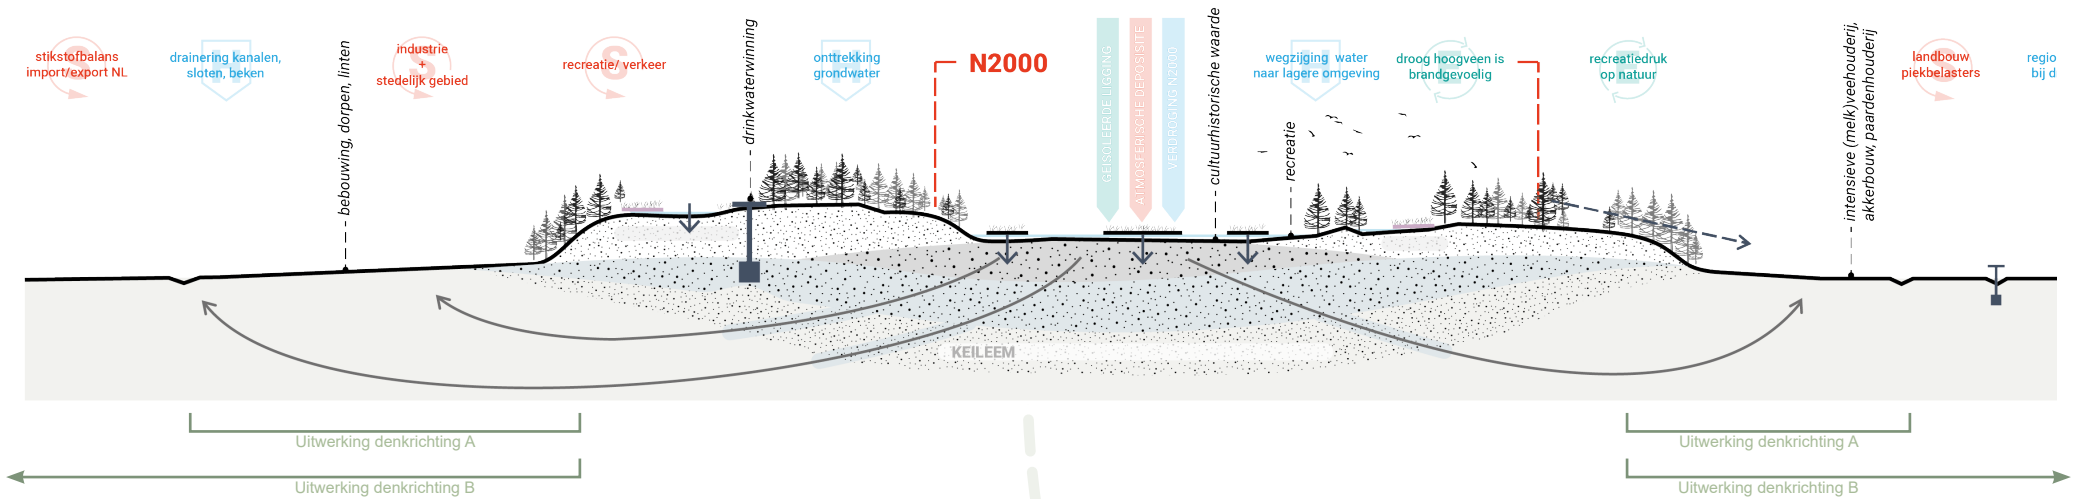 stikstofbalans
import/export NL
S
drainering kanalen,
sloten, beken
H
bebouwing, dorpen, linten
industrie
+
stedelijk gebied
S
recreatie/ verkeer
S
drinkwaterwinning
onttrekking
grondwater
H
N2000
GEISOLEERDE LIGGING
ATMOSFERISCHE DEPOSITIE
VERDROGING N2000
cultuurhistorische waarde
recreatie
wegzijging water
naar lagere omgeving
H
droog hoogveen is
brandgevoelig
E
recreatiedruk
op natuur
E
intensieve (melk)veehouderij,
akkerbouw, paardenhouderij
landbouw
piekbelasters
S
regio
bij d
KEILEEM
Uitwerking denkrichting A
Uitwerking denkrichting A
Uitwerking denkrichting B
Uitwerking denkrichting B